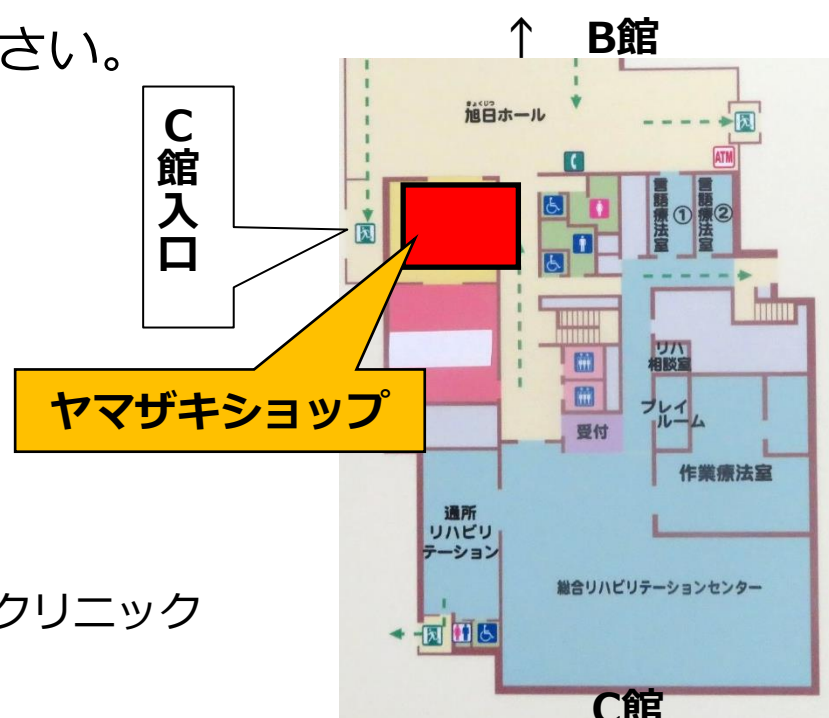 さい。
↑ B館
C館入口
きょくじつ
旭日ホール
ATM
言語療法室①
言語療法室②
ヤマザキショップ
リハ
相談室
プレイ
ルーム
受付
作業療法室
通所
リハビリ
テーション
総合リハビリテーションセンター
クリニック
C館